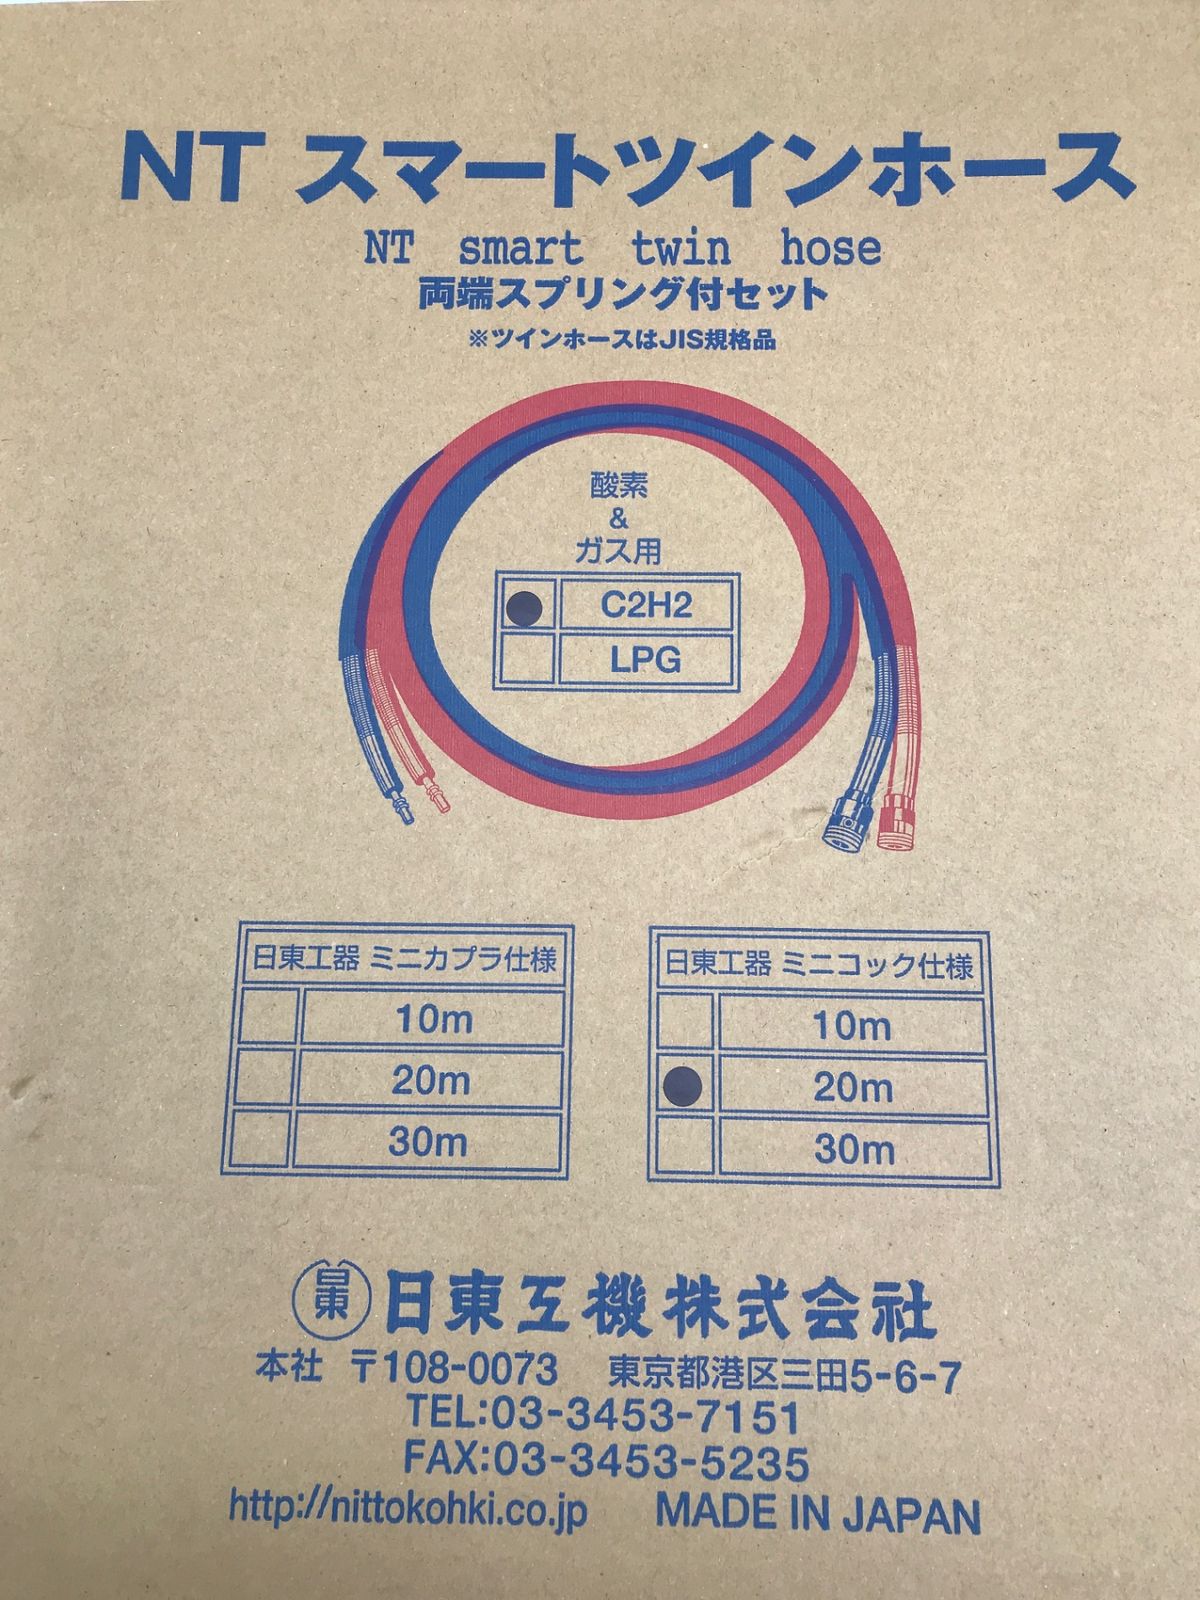 NT スマートツインホース
NT smart twin hose
両端スプリング付セット
※ツインホースはJIS規格品
酸素
&
ガス用
C2H2
LPG
日東工器 ミニカプラ仕様
10m
20m
30m
日東工器 ミニコック仕様
10m
20m
30m
日東 日東工機株式会社
本社 〒108-0073 東京都港区三田5-6-7
TEL:03-3453-7151
FAX:03-3453-5235
http://nittokohki.co.jp MADE IN JAPAN